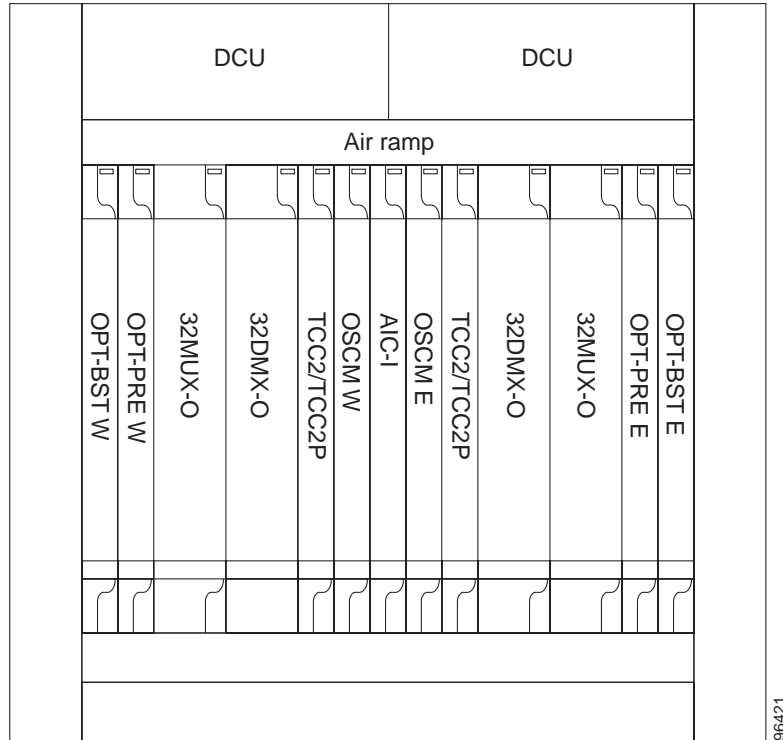 DCU
DCU
Air ramp
OPT-BST W
OPT-PRE W
32MUX-O
32DMX-O
TCC2/TCC2P
OSCM W
AIC-I
OSCM E
TCC2/TCC2P
32DMX-O
32MUX-O
OPT-PRE E
OPT-BST E
96421